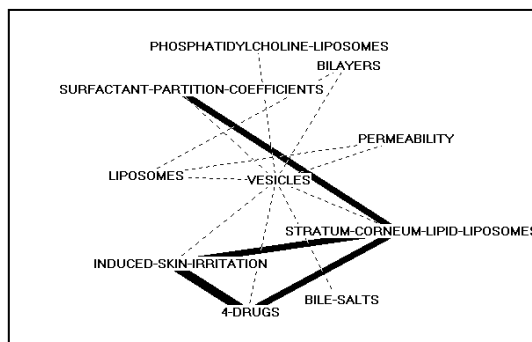 PHOSPHATIDYLCHOLINE-LIPOSOMES
BILAYERS
SURFACTANT-PARTITION-COEFFICIENTS
PERMEABILITY
LIPOSOMES
VESICLES
STRATUM-CORNEUM-LIPID-LIPOSOMES
INDUCED-SKIN-IRRITATION
BILE-SALTS
4-DRUGS